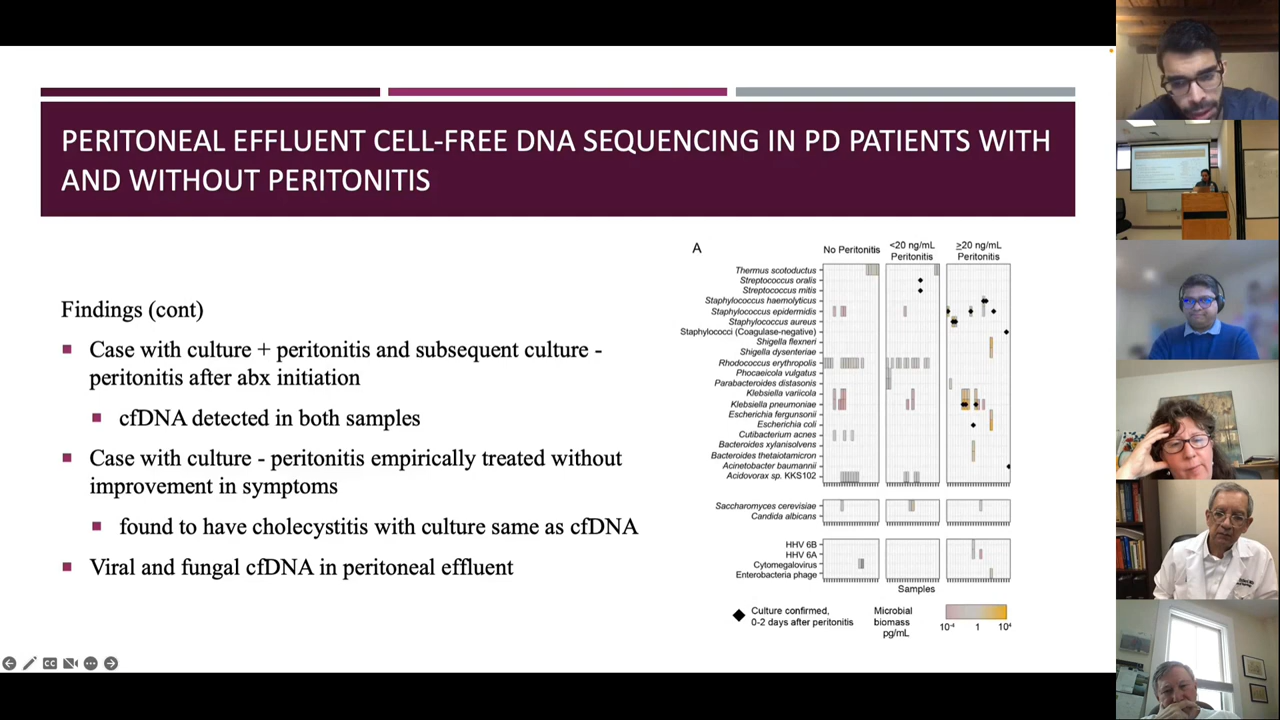 PERITONEAL EFFLUENT CELL-FREE DNA SEQUENCING IN PD PATIENTS WITH
AND WITHOUT PERITONITIS
Findings (cont)
Case with culture + peritonitis and subsequent culture -
peritonitis after abx initiation
cfDNA detected in both samples
Case with culture - peritonitis empirically treated without
improvement in symptoms
found to have cholecystitis with culture same as cfDNA
Viral and fungal cfDNA in peritoneal effluent
A
No Peritonitis
<20 ng/mL
Peritonitis
≥20 ng/mL
Peritonitis
Thermus scotoductus
Streptococcus oralis
Streptococcus mitis
Staphylococcus haemolyticus
Staphylococcus epidermidis
Staphylococcus aureus
Staphylococci (Coagulase-negative)
Shigella flexneri
Shigella dysenteriae
Rhodococcus erythropolis
Phocaeicola vulgatus
Parabacteroides distasonis
Klebsiella variicola
Klebsiella pneumoniae
Escherichia fergusonii
Escherichia coli
Cutibacterium acnes
Bacteroides xylanisolvens
Bacteroides thetaiotamicron
Acinetobacter baumannii
Acidovorax sp. KKS102
Saccharomyces cerevisiae
Candida albicans
HHV 6B
HHV 6A
Cytomegalovirus
Enterobacteria phage
Samples
Culture confirmed,
0-2 days after peritonitis
Microbial
biomass
pg/mL
10⁻⁴ 1 10⁴
CC